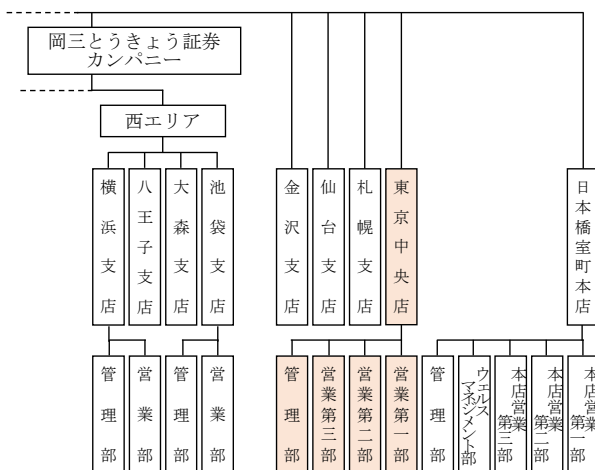 岡三とうきょう証券
カンパニー
西エリア
横浜支店
八王子支店
大森支店
池袋支店
金沢支店
仙台支店
札幌支店
東京中央店
日本橋室町本店
管理部
営業部
管理部
営業部
管理部
営業第三部
営業第二部
営業第一部
管理部
ウェルス
マネジメント部
本店営業
第三部
本店営業
第二部
本店営業
第一部